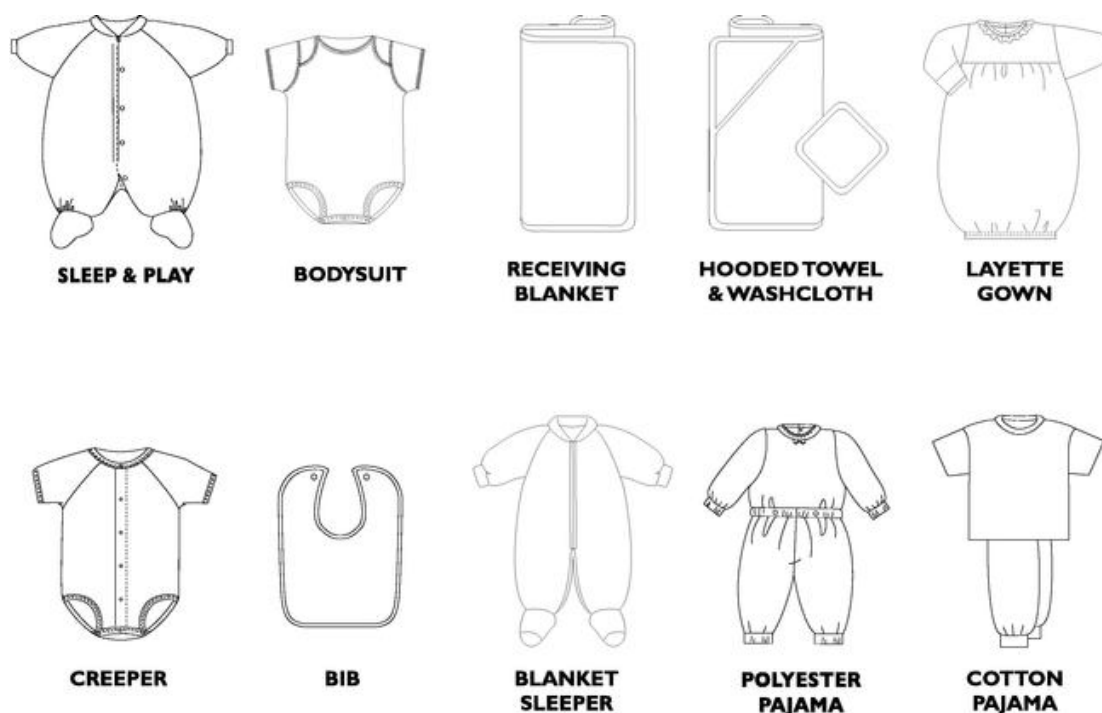 SLEEP & PLAY
BODYSUIT
RECEIVING
BLANKET
HOODED TOWEL
& WASHCLOTH
LAYETTE
GOWN
CREEPER
BIB
BLANKET
SLEEPER
POLYESTER
PAJAMA
COTTON
PAJAMA